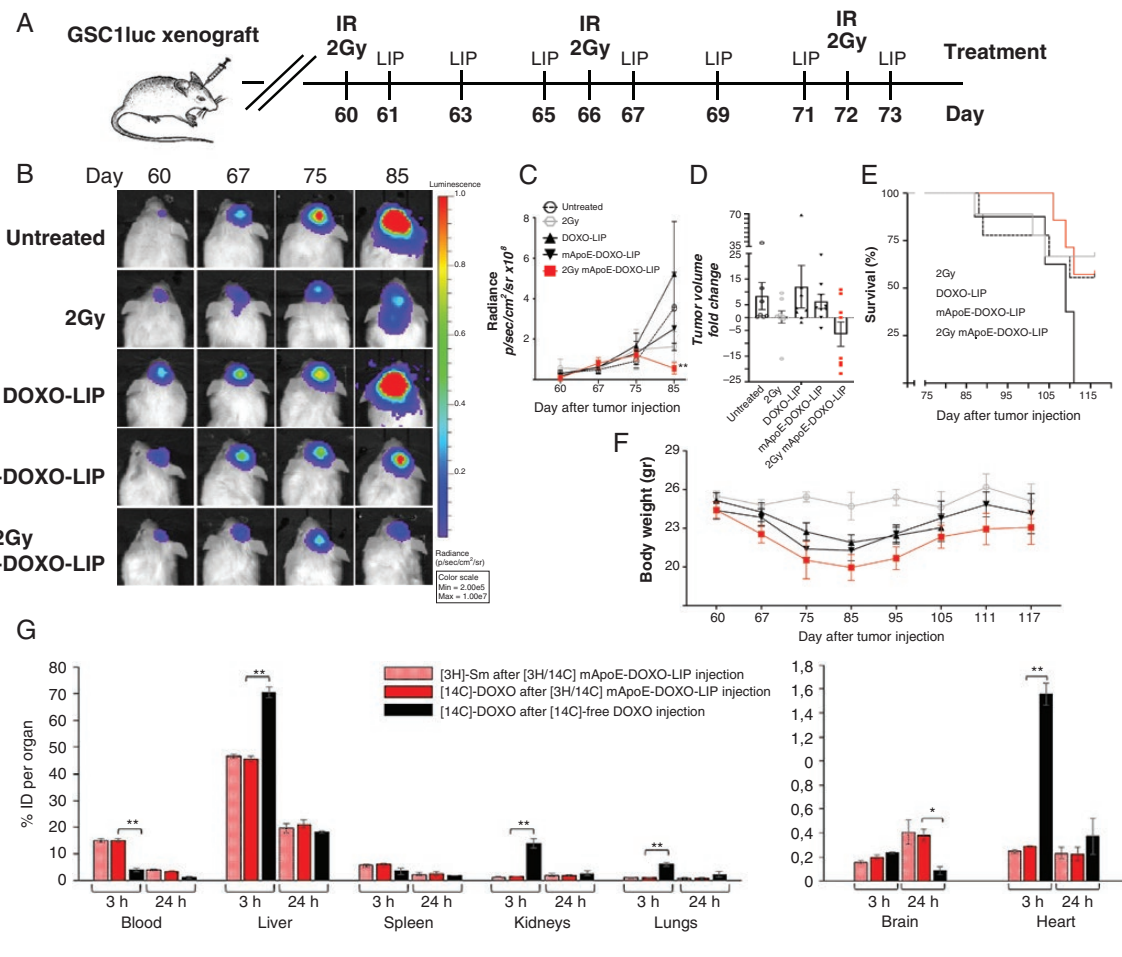 A
GSC1luc xenograft
IR IR IR
2Gy 2Gy 2Gy
LIP LIP LIP LIP LIP LIP LIP
Treatment
60 61 63 65 66 67 69 71 72 73
Day
B
Day 60 67 75 85
Luminescence
1.0
0.8
0.6
0.4
0.2
Untreated
2Gy
DOXO-LIP
-DOXO-LIP
2Gy
-DOXO-LIP
Radiance
(p/sec/cm²/sr)
Color scale
Min = 2.00e5
Max = 1.00e7
C
Untreated
2Gy
DOXO-LIP
mApoE-DOXO-LIP
2Gy mApoE-DOXO-LIP
Radiance
p/sec/cm²/sr x10⁸
8
6
4
2
**
60 67 75 85
Day after tumor injection
D
Tumor volume
fold change
70
35
25
15
5
0
−5
−15
−25
Untreated
2Gy
DOXO-LIP
mApoE-DOXO-LIP
2Gy mApoE-DOXO-LIP
E
Survival (%)
100
75
50
25
2Gy
DOXO-LIP
mApoE-DOXO-LIP
2Gy mApoE-DOXO-LIP
75 85 95 105 115
Day after tumor injection
F
Body weight (gr)
29
26
23
20
60 67 75 85 95 105 111 117
Day after tumor injection
G
% ID per organ
80
70
60
50
40
30
20
10
0
[3H]-Sm after [3H/14C] mApoE-DOXO-LIP injection
[14C]-DOXO after [3H/14C] mApoE-DOXO-LIP injection
[14C]-DOXO after [14C]-free DOXO injection
** ** ** **
3 h 24 h 3 h 24 h 3 h 24 h 3 h 24 h 3 h 24 h
Blood Liver Spleen Kidneys Lungs
1,8
1,6
1,4
1,2
0
0,8
0,6
0,4
0,2
0
* **
3 h 24 h 3 h 24 h
Brain Heart